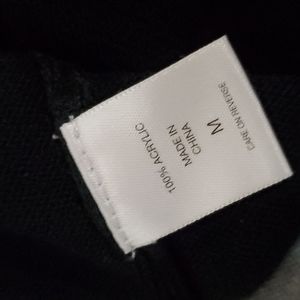 100% ACRYLIC
MADE IN
CHINA
M
CARE ON REVERSE